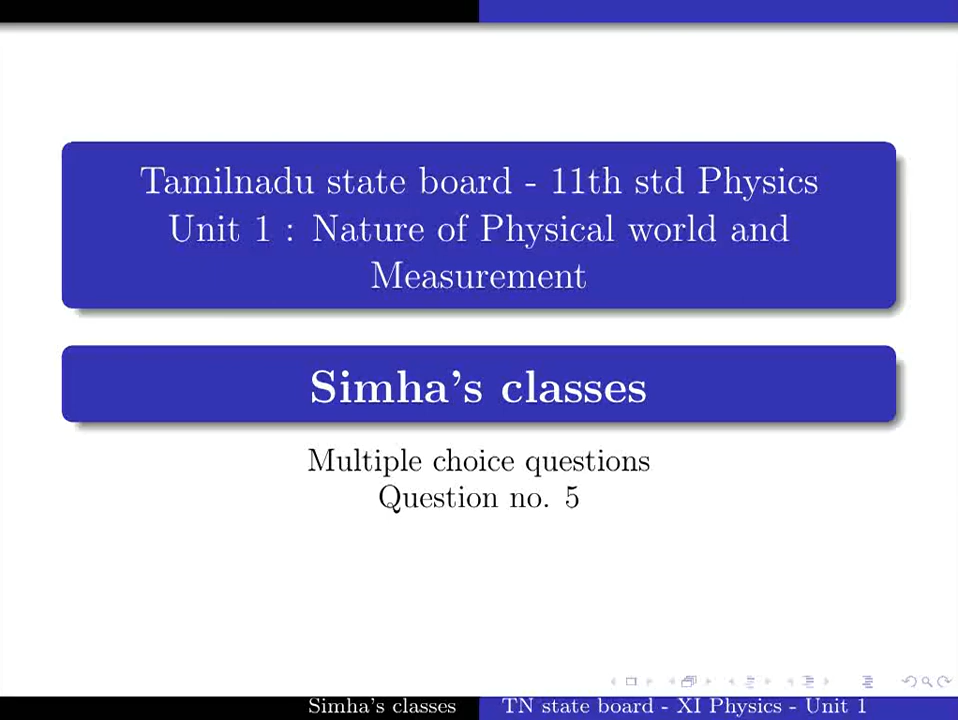 Tamilnadu state board - 11th std Physics
Unit 1 : Nature of Physical world and
Measurement
Simha's classes
Multiple choice questions
Question no. 5
Simha's classes
TN state board - XI Physics - Unit 1